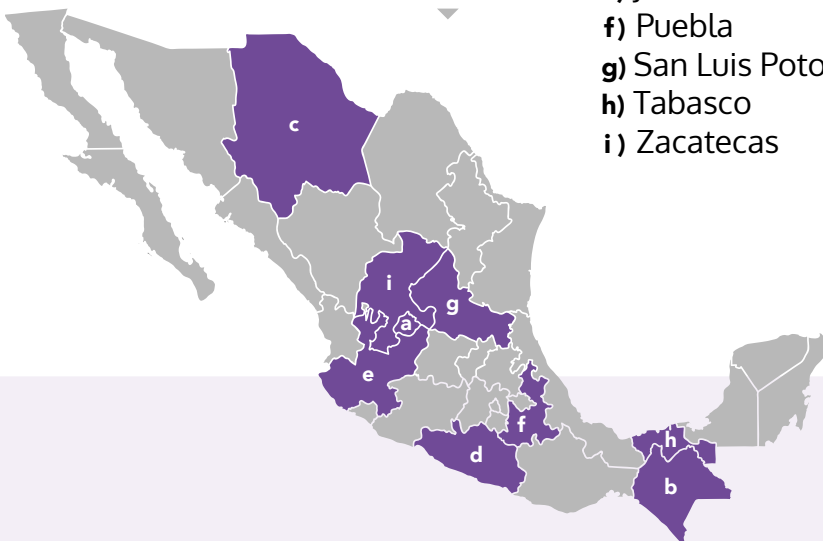 f) Puebla
g) San Luis Poto
h) Tabasco
i) Zacatecas
c
i
g
a
e
f
h
d
b